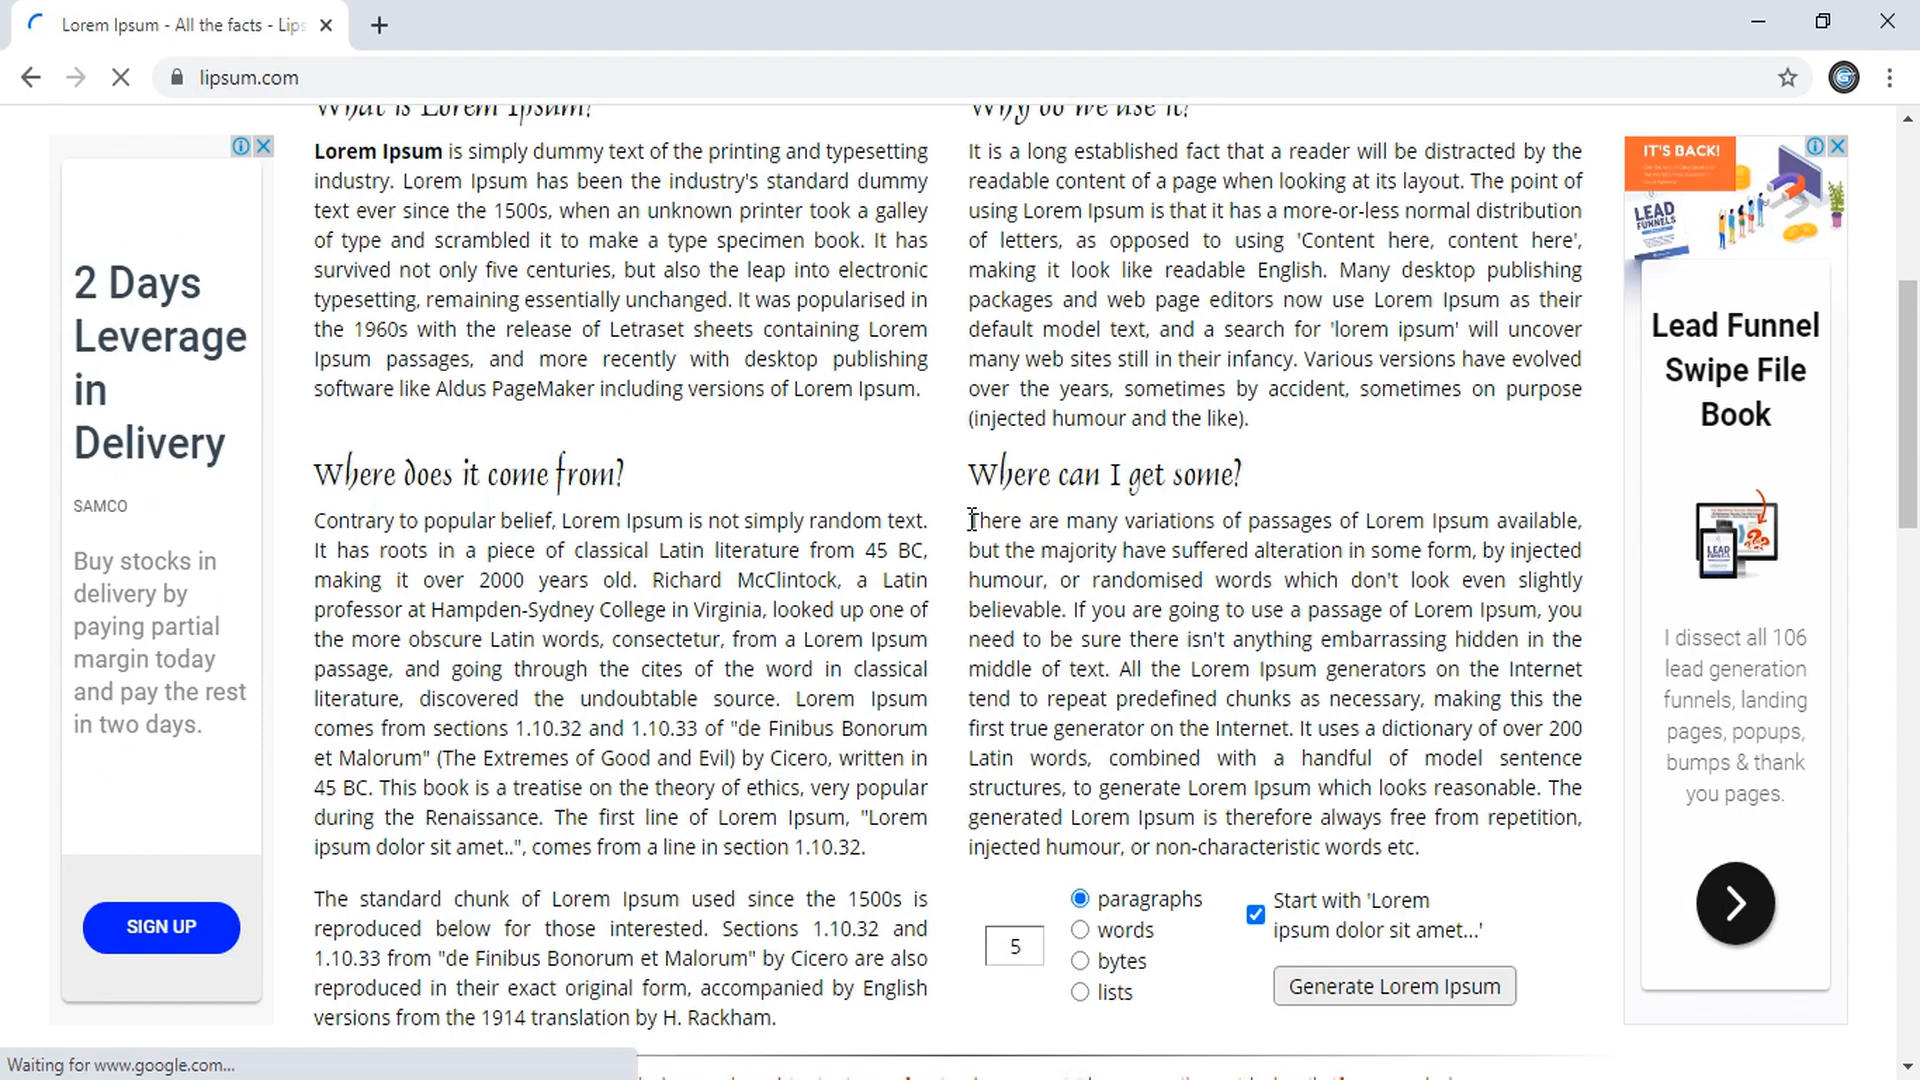 Lorem Ipsum - All the facts - Lips
lipsum.com
What is Lorem Ipsum?
Lorem Ipsum is simply dummy text of the printing and typesetting
industry. Lorem Ipsum has been the industry's standard dummy
text ever since the 1500s, when an unknown printer took a galley
of type and scrambled it to make a type specimen book. It has
survived not only five centuries, but also the leap into electronic
typesetting, remaining essentially unchanged. It was popularised in
the 1960s with the release of Letraset sheets containing Lorem
Ipsum passages, and more recently with desktop publishing
software like Aldus PageMaker including versions of Lorem Ipsum.
Why do we use it?
It is a long established fact that a reader will be distracted by the
readable content of a page when looking at its layout. The point of
using Lorem Ipsum is that it has a more-or-less normal distribution
of letters, as opposed to using 'Content here, content here',
making it look like readable English. Many desktop publishing
packages and web page editors now use Lorem Ipsum as their
default model text, and a search for 'lorem ipsum' will uncover
many web sites still in their infancy. Various versions have evolved
over the years, sometimes by accident, sometimes on purpose
(injected humour and the like).
Where does it come from?
Contrary to popular belief, Lorem Ipsum is not simply random text.
It has roots in a piece of classical Latin literature from 45 BC,
making it over 2000 years old. Richard McClintock, a Latin
professor at Hampden-Sydney College in Virginia, looked up one of
the more obscure Latin words, consectetur, from a Lorem Ipsum
passage, and going through the cites of the word in classical
literature, discovered the undoubtable source. Lorem Ipsum
comes from sections 1.10.32 and 1.10.33 of "de Finibus Bonorum
et Malorum" (The Extremes of Good and Evil) by Cicero, written in
45 BC. This book is a treatise on the theory of ethics, very popular
during the Renaissance. The first line of Lorem Ipsum, "Lorem
ipsum dolor sit amet..", comes from a line in section 1.10.32.
The standard chunk of Lorem Ipsum used since the 1500s is
reproduced below for those interested. Sections 1.10.32 and
1.10.33 from "de Finibus Bonorum et Malorum" by Cicero are also
reproduced in their exact original form, accompanied by English
versions from the 1914 translation by H. Rackham.
Where can I get some?
There are many variations of passages of Lorem Ipsum available,
but the majority have suffered alteration in some form, by injected
humour, or randomised words which don't look even slightly
believable. If you are going to use a passage of Lorem Ipsum, you
need to be sure there isn't anything embarrassing hidden in the
middle of text. All the Lorem Ipsum generators on the Internet
tend to repeat predefined chunks as necessary, making this the
first true generator on the Internet. It uses a dictionary of over 200
Latin words, combined with a handful of model sentence
structures, to generate Lorem Ipsum which looks reasonable. The
generated Lorem Ipsum is therefore always free from repetition,
injected humour, or non-characteristic words etc.
5
paragraphs
words
bytes
lists
Start with 'Lorem
ipsum dolor sit amet...'
Generate Lorem Ipsum
2 Days
Leverage
in
Delivery
SAMCO
Buy stocks in
delivery by
paying partial
margin today
and pay the rest
in two days.
SIGN UP
IT'S BACK!
LEAD
FUNNELS
Lead Funnel
Swipe File
Book
LEAD
I dissect all 106
lead generation
funnels, landing
pages, popups,
bumps & thank
you pages.
Waiting for www.google.com...